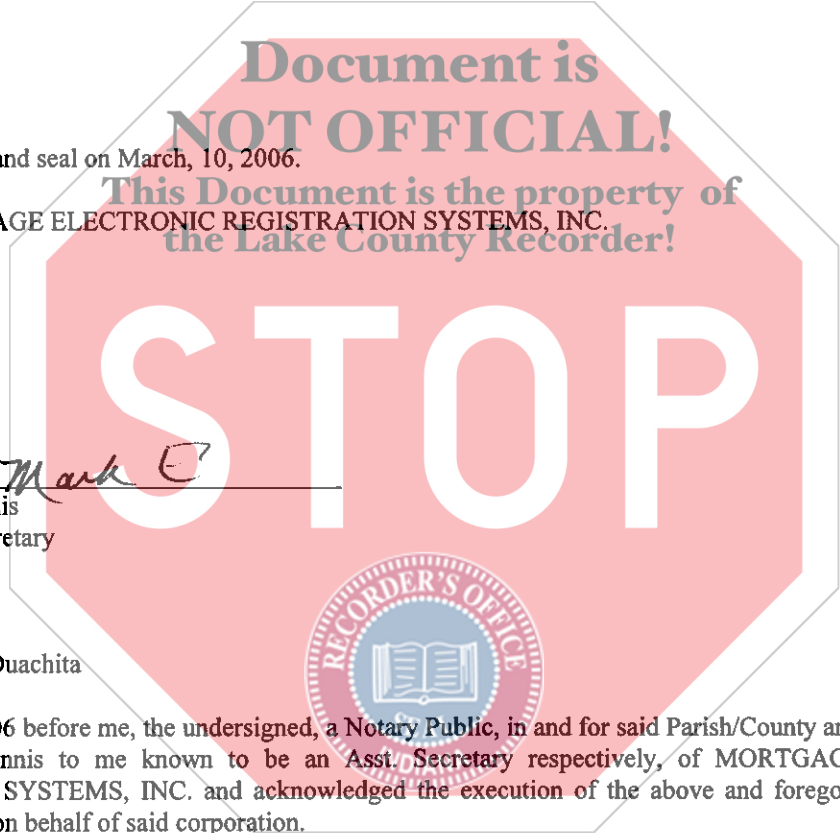 Document is
NOT OFFICIAL!
and seal on March, 10, 2006.
This Document is the property of
AGE ELECTRONIC REGISTRATION SYSTEMS, INC.
the Lake County Recorder!
STOP
Mark E
is
etary
RECORDER'S OFFICE
Ouachita
6 before me, the undersigned, a Notary Public, in and for said Parish/County an
nnis to me known to be an Asst. Secretary respectively, of MORTGAG
SYSTEMS, INC. and acknowledged the execution of the above and forego
on behalf of said corporation.